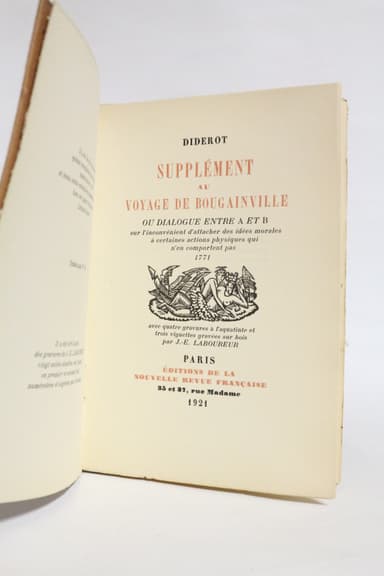 DIDEROT
SUPPLÉMENT
AU
VOYAGE DE BOUGAINVILLE
OU DIALOGUE ENTRE A ET B
sur l'inconvénient d'attacher des idées morales
à certaines actions physiques qui
n'en comportent pas
1771
avec quatre gravures à l'aquatinte et
trois vignettes gravées sur bois
par J.-E. LABOUREUR
PARIS
ÉDITIONS DE LA
NOUVELLE REVUE FRANÇAISE
35 et 37, rue Madame
1921